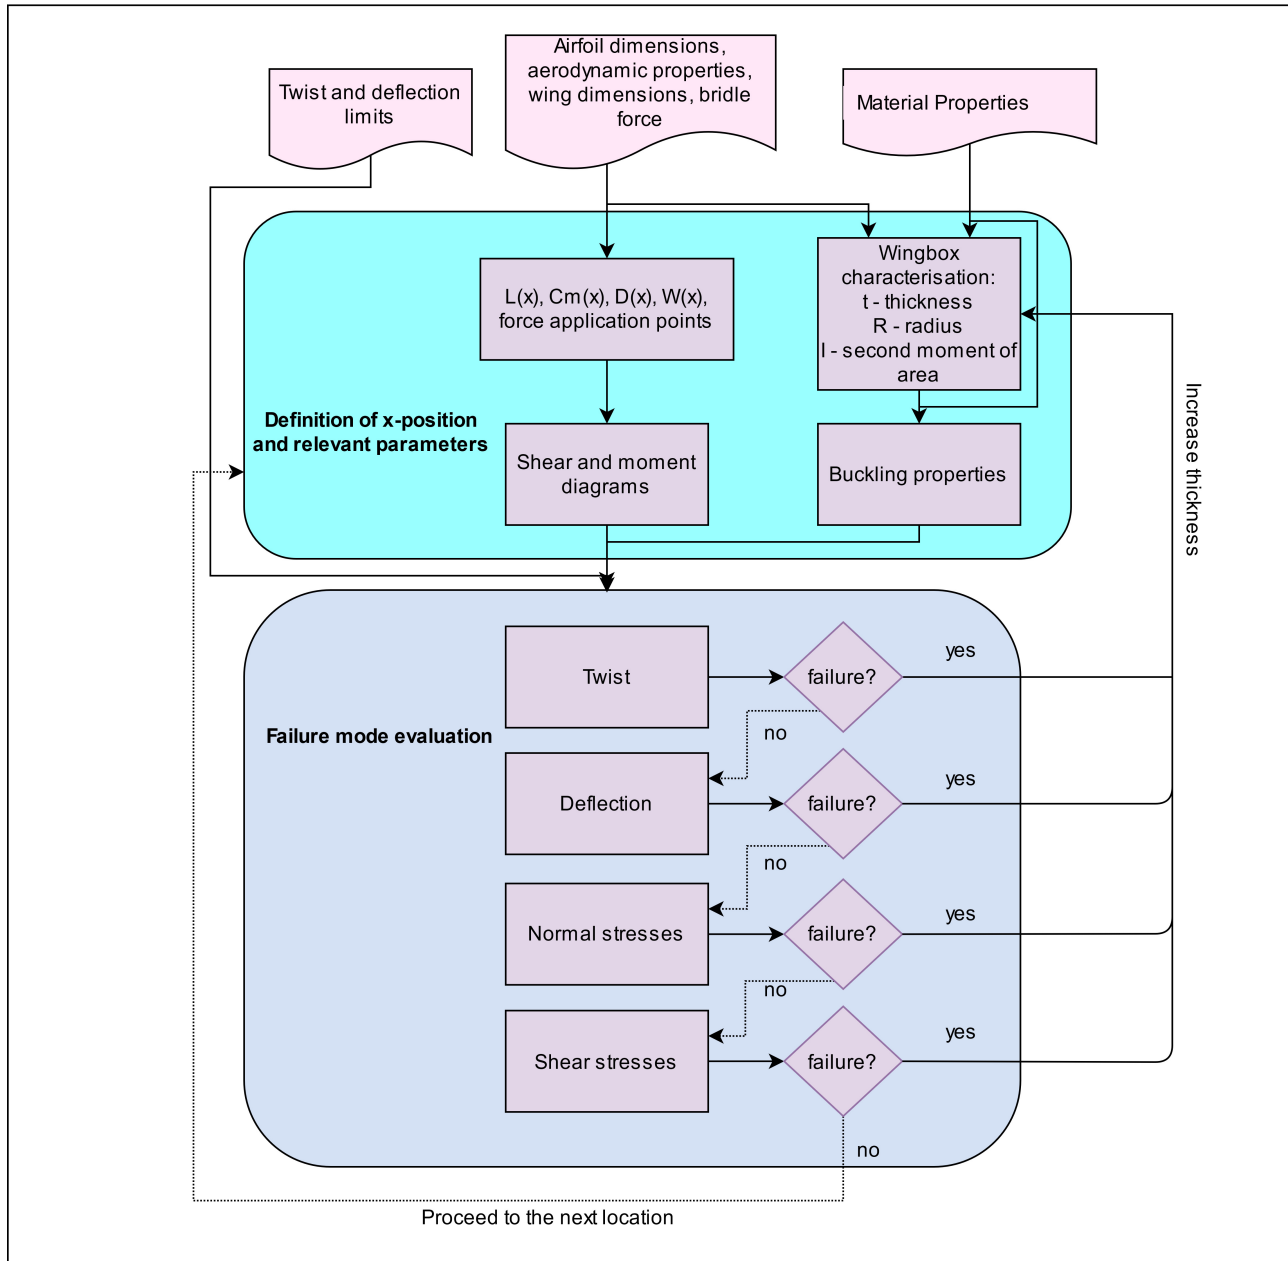 Twist and deflection
limits
Airfoil dimensions,
aerodynamic properties,
wing dimensions, bridle
force
Material Properties
L(x), Cm(x), D(x), W(x),
force application points
Wingbox
characterisation:
t - thickness
R - radius
I - second moment of
area
Definition of x-position
and relevant parameters
Shear and moment
diagrams
Buckling properties
Increase thickness
Failure mode evaluation
Twist
failure?
yes
no
Deflection
failure?
yes
no
Normal stresses
failure?
yes
no
Shear stresses
failure?
yes
no
Proceed to the next location